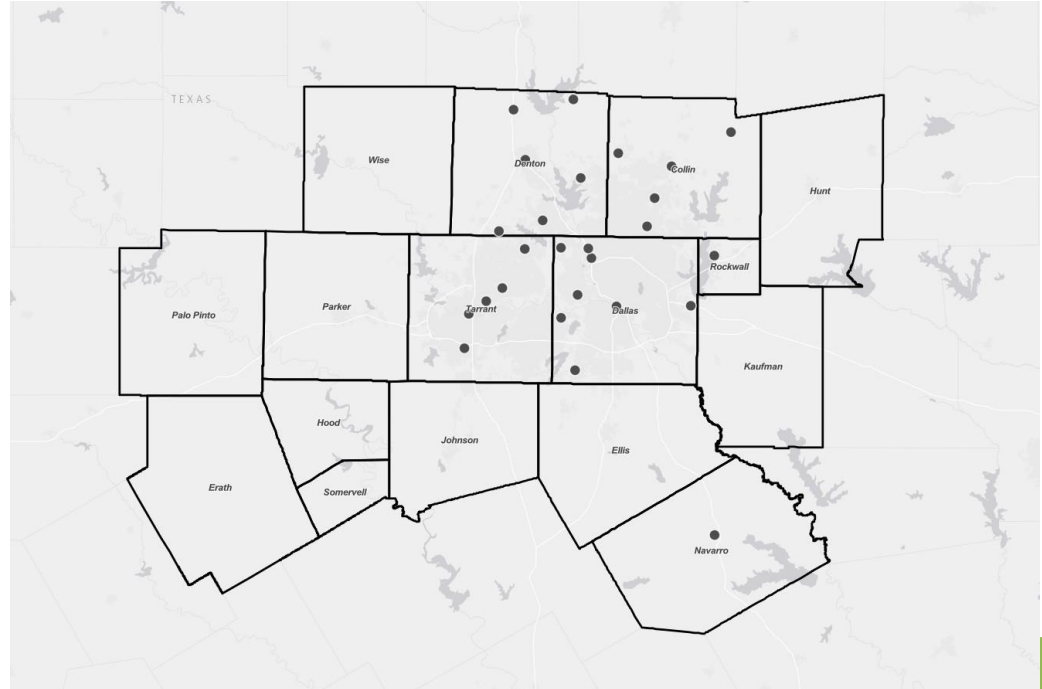 TEXAS
Wise
Denton
Collin
Hunt
Rockwall
Palo Pinto
Parker
Tarrant
Dallas
Kaufman
Hood
Johnson
Ellis
Erath
Somervell
Navarro